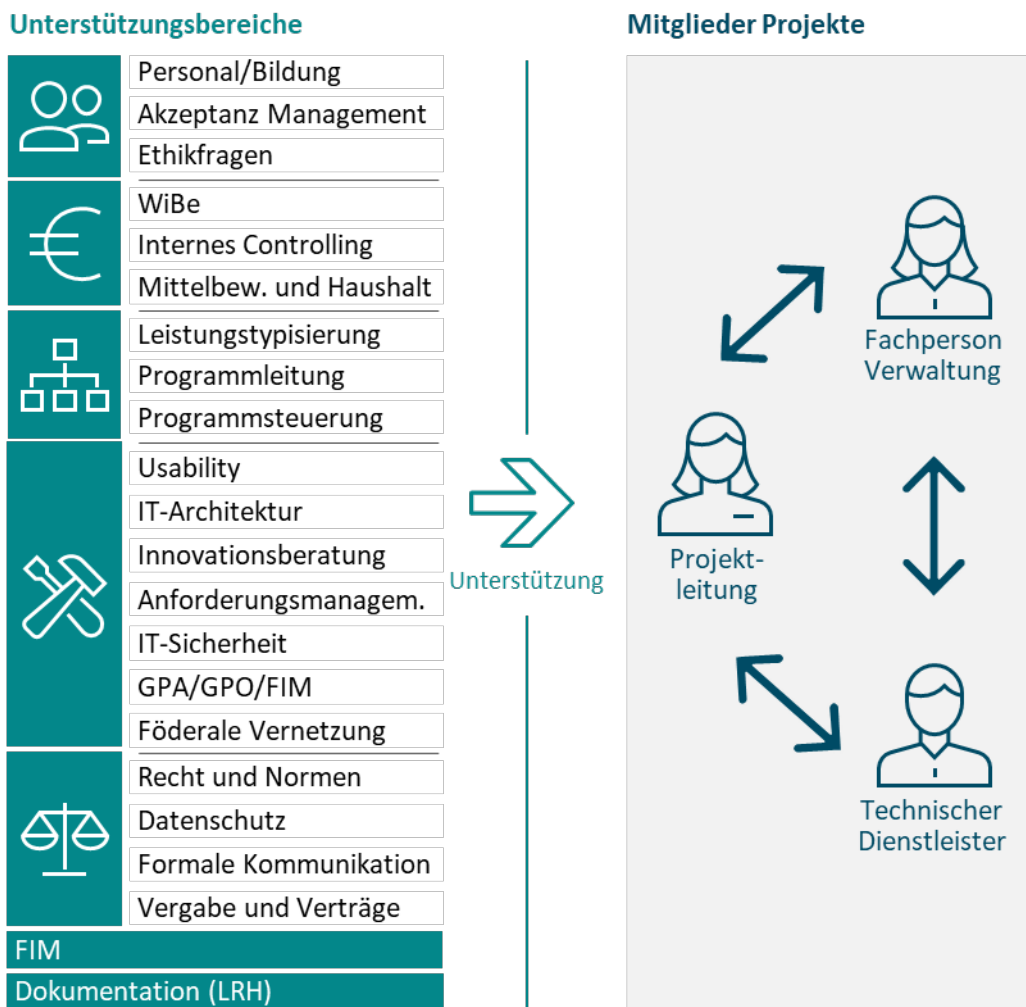 Unterstützungsbereiche
Personal/Bildung
Akzeptanz Management
Ethikfragen
WiBe
Internes Controlling
Mittelbew. und Haushalt
Leistungstypisierung
Programmleitung
Programmsteuerung
Usability
IT-Architektur
Innovationsberatung
Anforderungsmanagem.
IT-Sicherheit
GPA/GPO/FIM
Föderale Vernetzung
Recht und Normen
Datenschutz
Formale Kommunikation
Vergabe und Verträge
FIM
Dokumentation (LRH)
Unterstützung
Mitglieder Projekte
Fachperson
Verwaltung
Projekt-
leitung
Technischer
Dienstleister